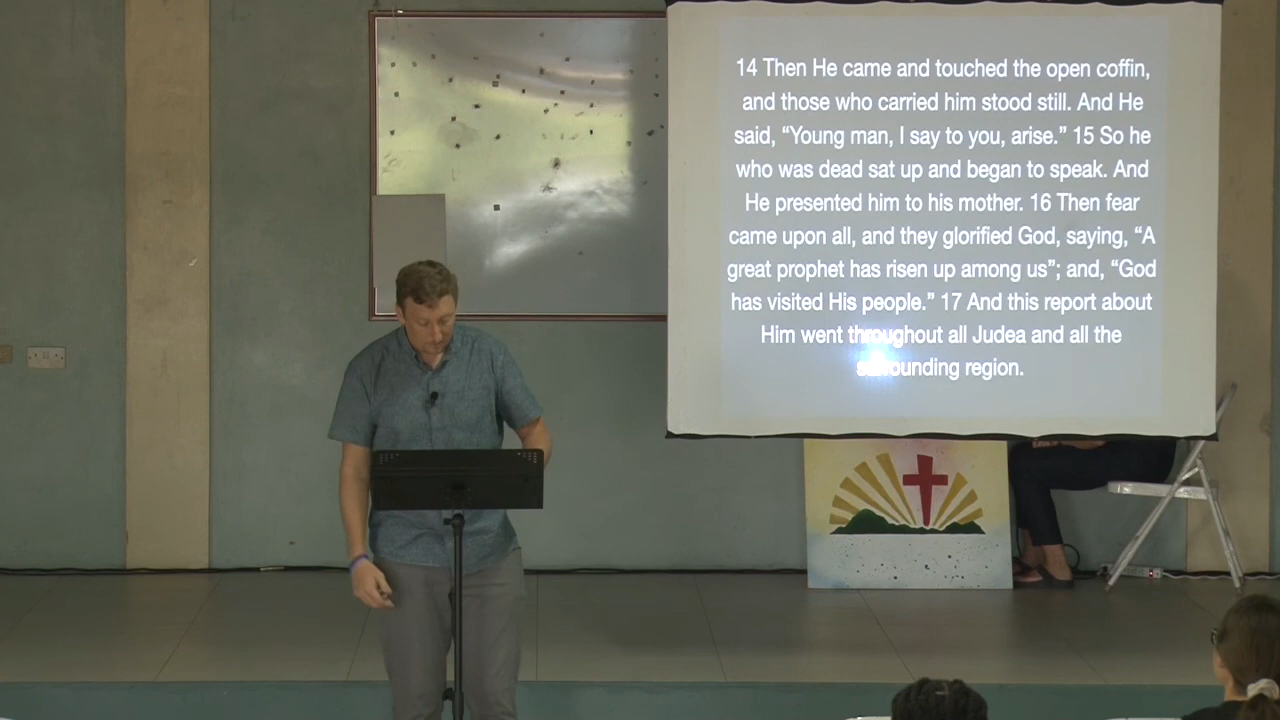 14 Then He came and touched the open coffin,
and those who carried him stood still. And He
said, “Young man, I say to you, arise.” 15 So he
who was dead sat up and began to speak. And
He presented him to his mother. 16 Then fear
came upon all, and they glorified God, saying, “A
great prophet has risen up among us”; and, “God
has visited His people.” 17 And this report about
Him went throughout all Judea and all the
surrounding region.